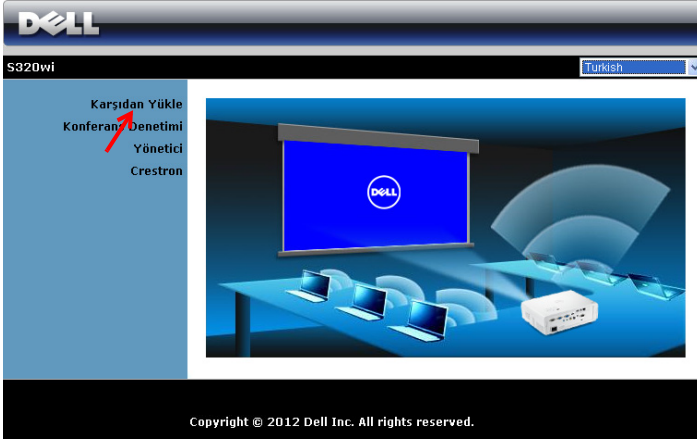 DELL
S320wi
Turkish
Karşıdan Yükle
Konferans Denetimi
Yönetici
Crestron
DELL
Copyright © 2012 Dell Inc. All rights reserved.